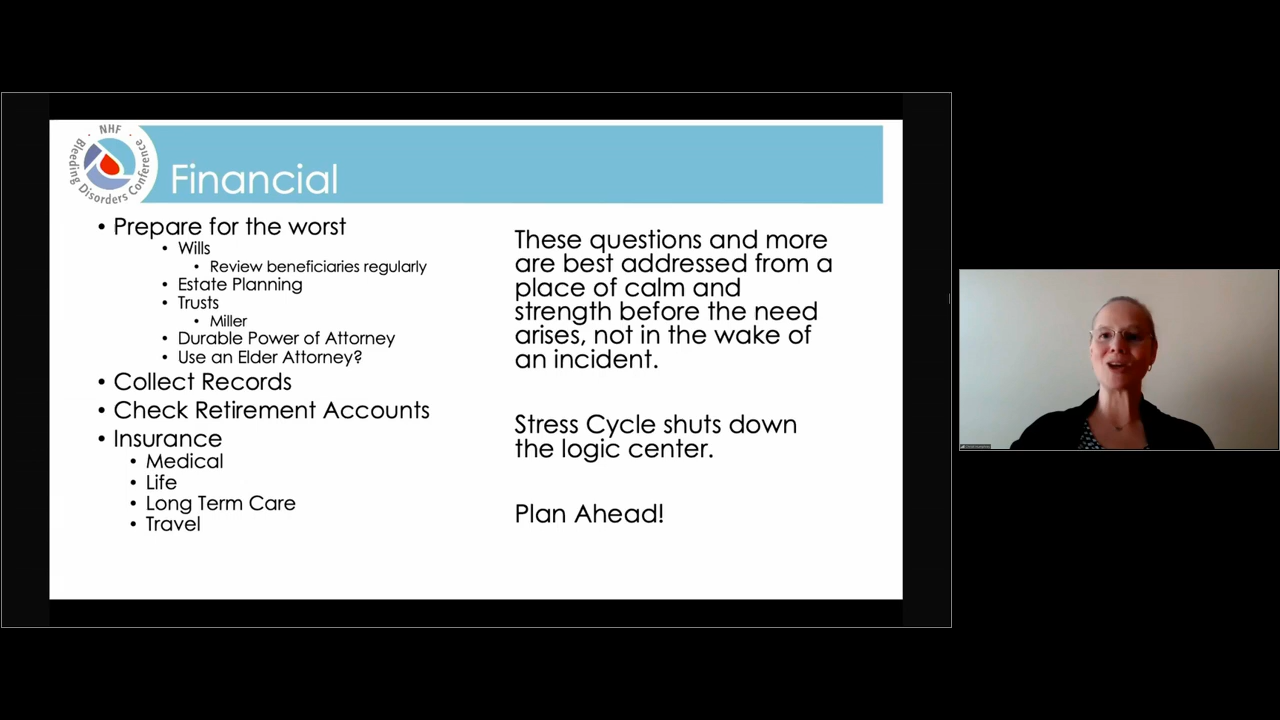 NHF
Bleeding Disorders Conference
Financial
• Prepare for the worst
• Wills
• Review beneficiaries regularly
• Estate Planning
• Trusts
• Miller
• Durable Power of Attorney
• Use an Elder Attorney?
• Collect Records
• Check Retirement Accounts
• Insurance
• Medical
• Life
• Long Term Care
• Travel
These questions and more
are best addressed from a
place of calm and
strength before the need
arises, not in the wake of
an incident.
Stress Cycle shuts down
the logic center.
Plan Ahead!